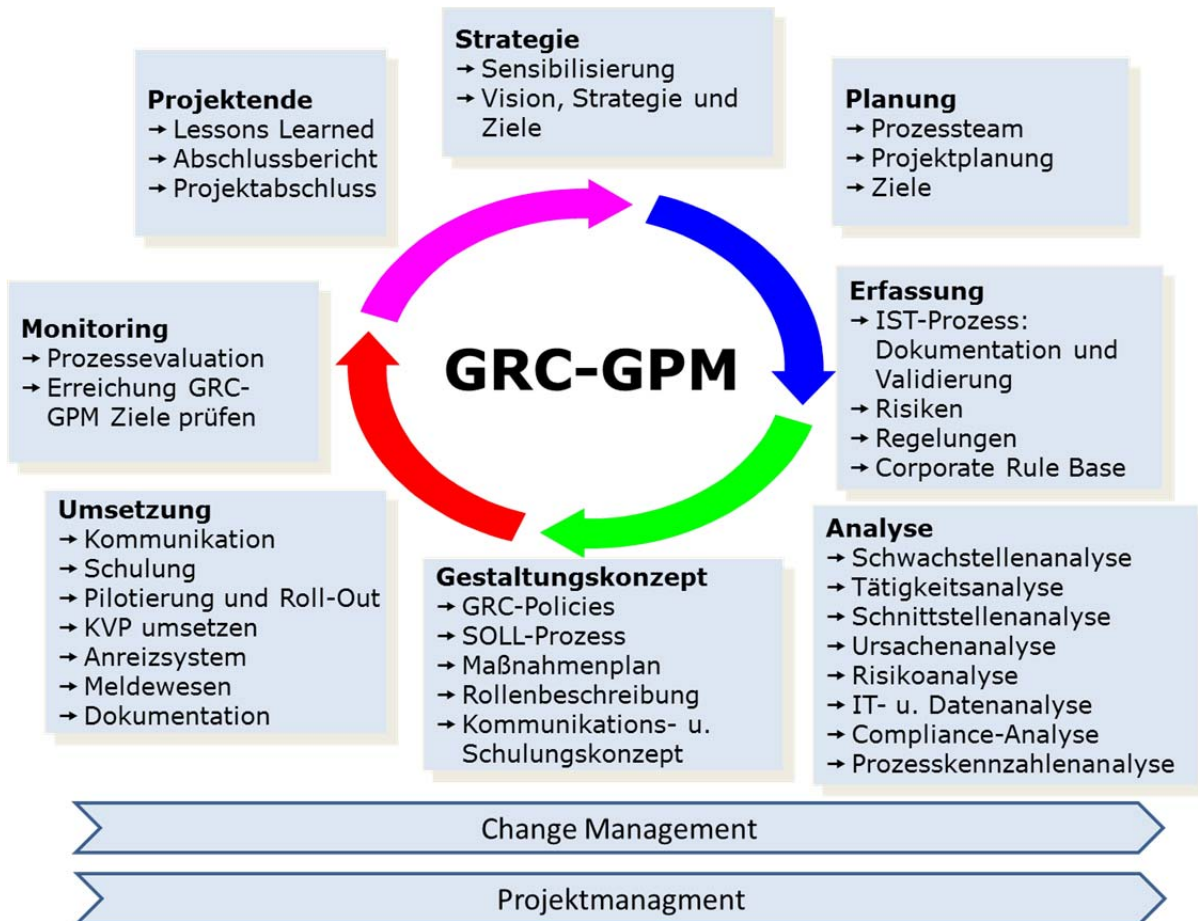 Strategie
→ Sensibilisierung
→ Vision, Strategie und
Ziele
Planung
→ Prozessteam
→ Projektplanung
→ Ziele
Erfassung
→ IST-Prozess:
Dokumentation und
Validierung
→ Risiken
→ Regelungen
→ Corporate Rule Base
Analyse
→ Schwachstellenanalyse
→ Tätigkeitsanalyse
→ Schnittstellenanalyse
→ Ursachenanalyse
→ Risikoanalyse
→ IT- u. Datenanalyse
→ Compliance-Analyse
→ Prozesskennzahlenanalyse
Gestaltungskonzept
→ GRC-Policies
→ SOLL-Prozess
→ Maßnahmenplan
→ Rollenbeschreibung
→ Kommunikations- u.
Schulungskonzept
Umsetzung
→ Kommunikation
→ Schulung
→ Pilotierung und Roll-Out
→ KVP umsetzen
→ Anreizsystem
→ Meldewesen
→ Dokumentation
Monitoring
→ Prozessevaluation
→ Erreichung GRC-
GPM Ziele prüfen
Projektende
→ Lessons Learned
→ Abschlussbericht
→ Projektabschluss
GRC-GPM
Change Management
Projektmanagment